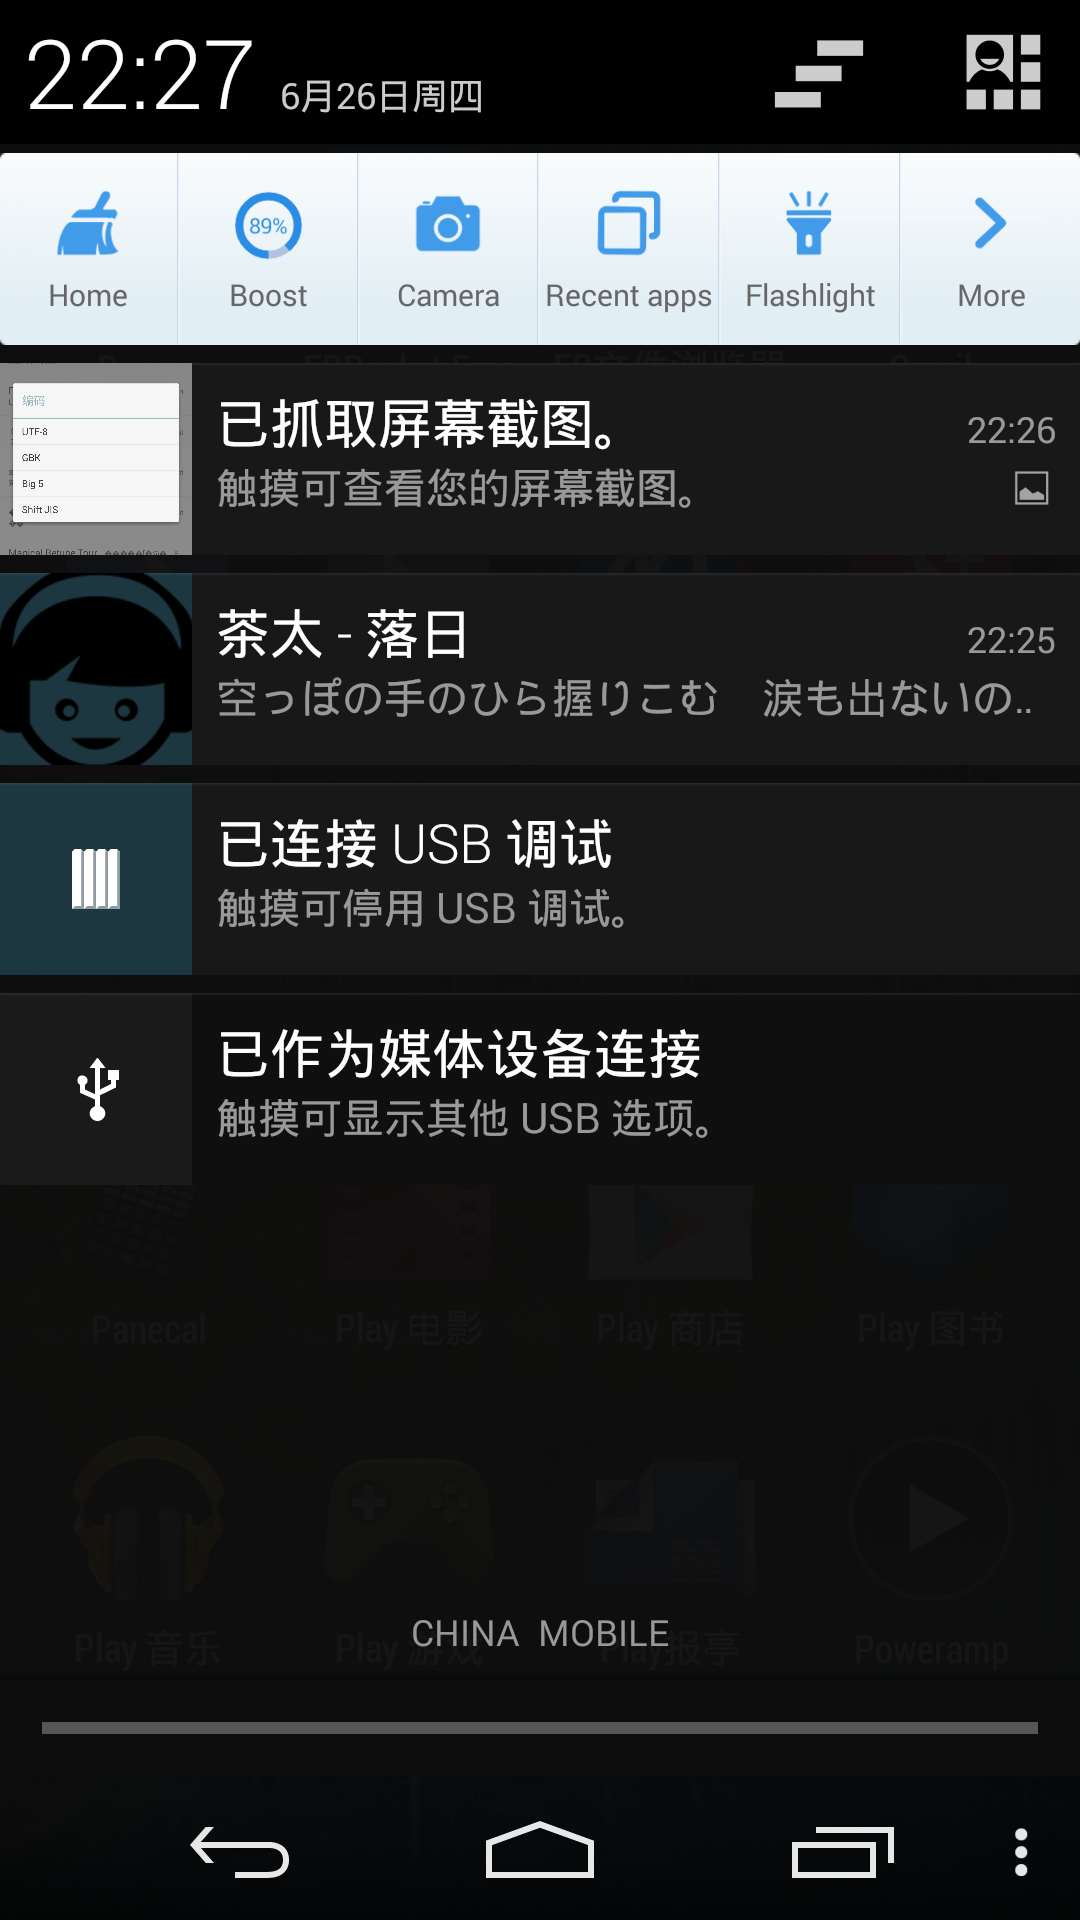 22:27 6月26日周四
Home 89% Boost Camera Recent apps Flashlight More
编码
UTF-8
GBK
Big 5
Shift JIS
已抓取屏幕截图。 22:26
触摸可查看您的屏幕截图。
茶太 - 落日 22:25
空っぽの手のひら握りこむ　涙も出ないの..
已连接 USB 调试
触摸可停用 USB 调试。
已作为媒体设备连接
触摸可显示其他 USB 选项。
Panecal Play 电影 Play 商店 Play 图书
CHINA MOBILE
Play 音乐 Play 游戏 Play报亭 Poweramp